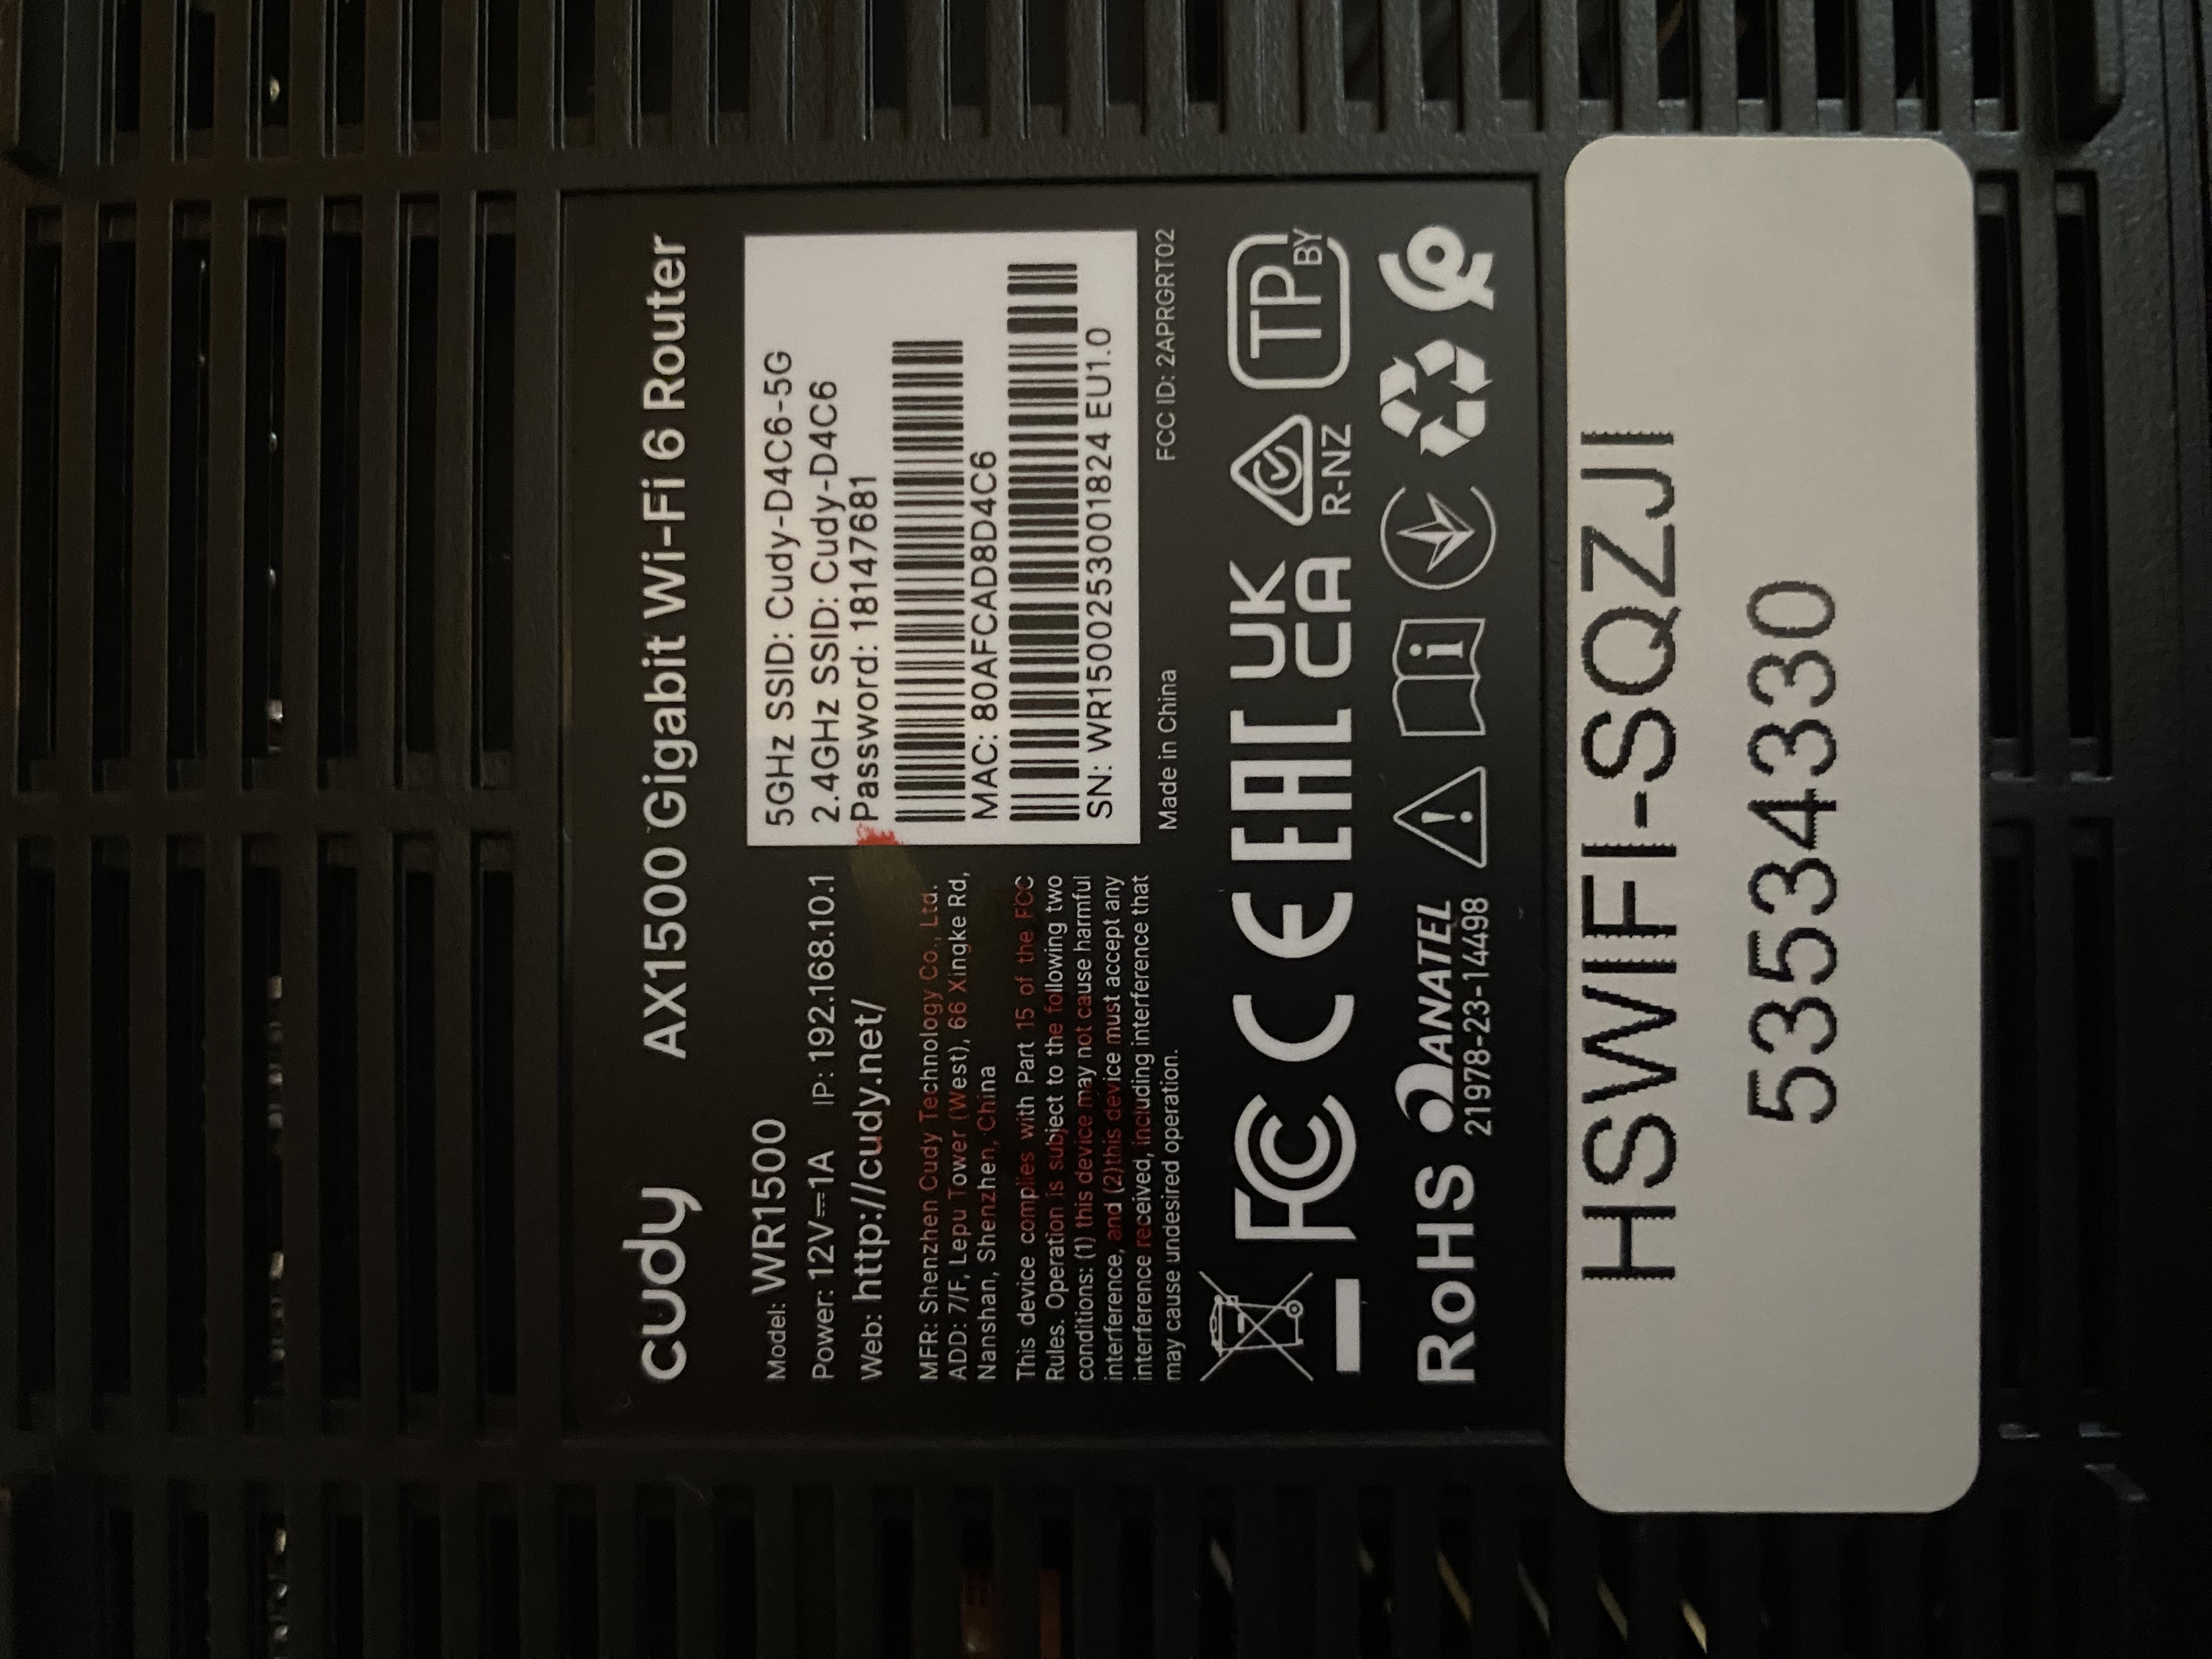 cudy AX1500 Gigabit Wi-Fi 6 Router
Model: WR1500
Power: 12V⎓1A IP: 192.168.10.1
Web: http://cudy.net/
MFR: Shenzhen Cudy Technology Co., Ltd.
ADD: 7/F, Lepu Tower (West), 66 Xingke Rd,
Nanshan, Shenzhen, China
This device complies with Part 15 of the FCC
Rules. Operation is subject to the following two
conditions: (1) this device may not cause harmful
interference, and (2)this device must accept any
interference received, including interference that
may cause undesired operation.
5GHz SSID: Cudy-D4C6-5G
2.4GHz SSID: Cudy-D4C6
Password: 18147681
MAC: 80AFCAD8D4C6
SN: WR15002530001824 EU1.0
Made in China FCC ID: 2APRGRT02
FC CE EAC UK
CA
R-NZ
TP
BY
RoHS ANATEL
21978-23-14498
HSWIFI-SQZJI
53534330